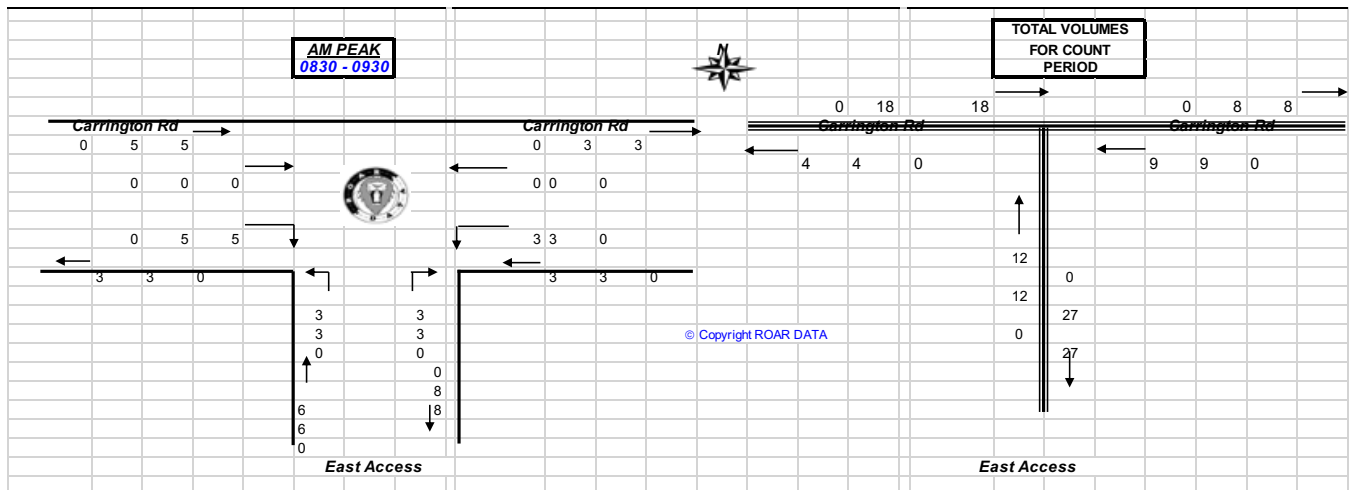 AM PEAK
0830 - 0930
N
TOTAL VOLUMES
FOR COUNT
PERIOD
0 18 18
0 8 8
Carrington Rd
Carrington Rd
Carrington Rd
Carrington Rd
0 5 5
0 3 3
4 4 0
9 9 0
0 0 0
0 0 0
0 5 5
3 3 0
3 3 0
3 3 0
12
0
12
3
3
27
3
3
© Copyright ROAR DATA
0
0
0
27
0
8
6
8
6
0
East Access
East Access